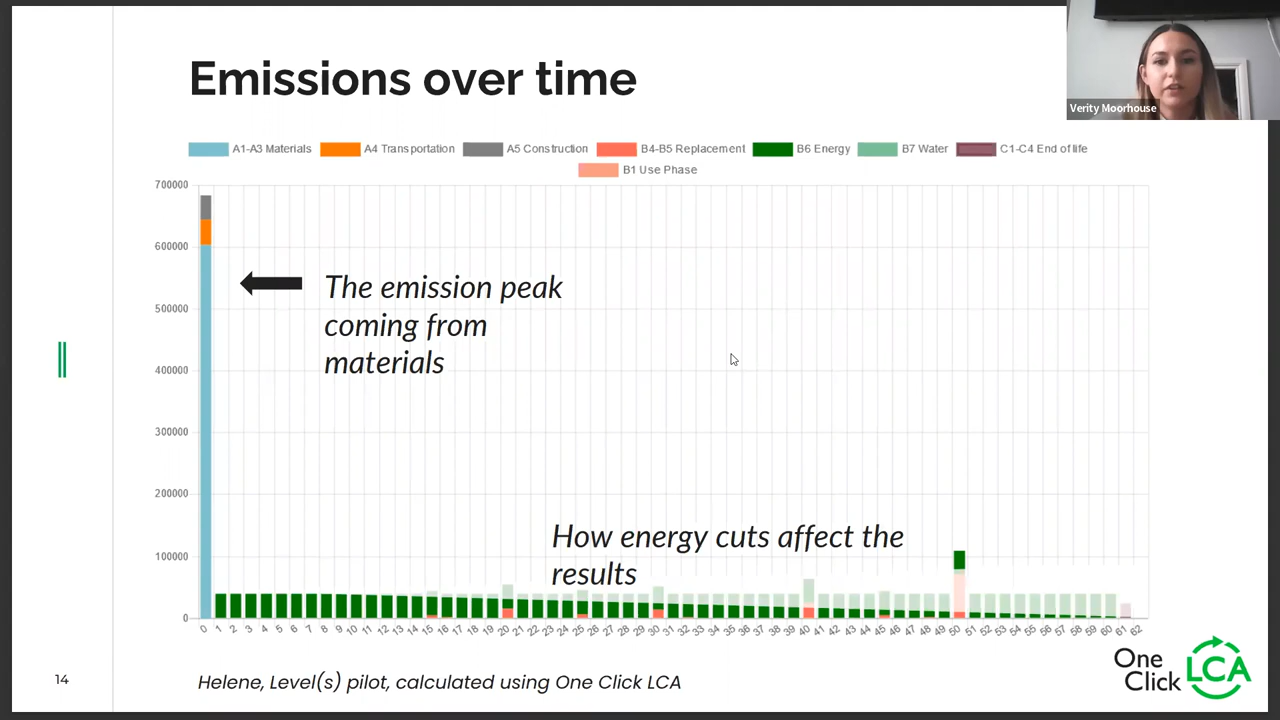 Emissions over time
Verity Moorhouse
A1-A3 Materials A4 Transportation A5 Construction B4-B5 Replacement B6 Energy B7 Water C1-C4 End of life
B1 Use Phase
700000
600000
The emission peak
coming from
materials
500000
400000
300000
200000
How energy cuts affect the
results
100000
0
0 1 2 3 4 5 6 7 8 9 10 11 12 13 14 15 16 17 18 19 20 21 22 23 24 25 26 27 28 29 30 31 32 33 34 35 36 37 38 39 40 41 42 43 44 45 46 47 48 49 50 51 52 53 54 55 56 57 58 59 60 61 62
14
Helene, Level(s) pilot, calculated using One Click LCA
One
Click
LCA